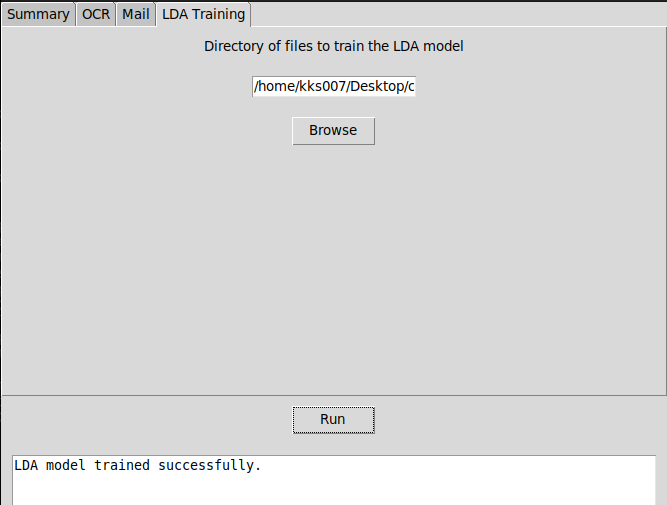 Summary OCR Mail LDA Training
Directory of files to train the LDA model
/home/kks007/Desktop/c
Browse
Run
LDA model trained successfully.